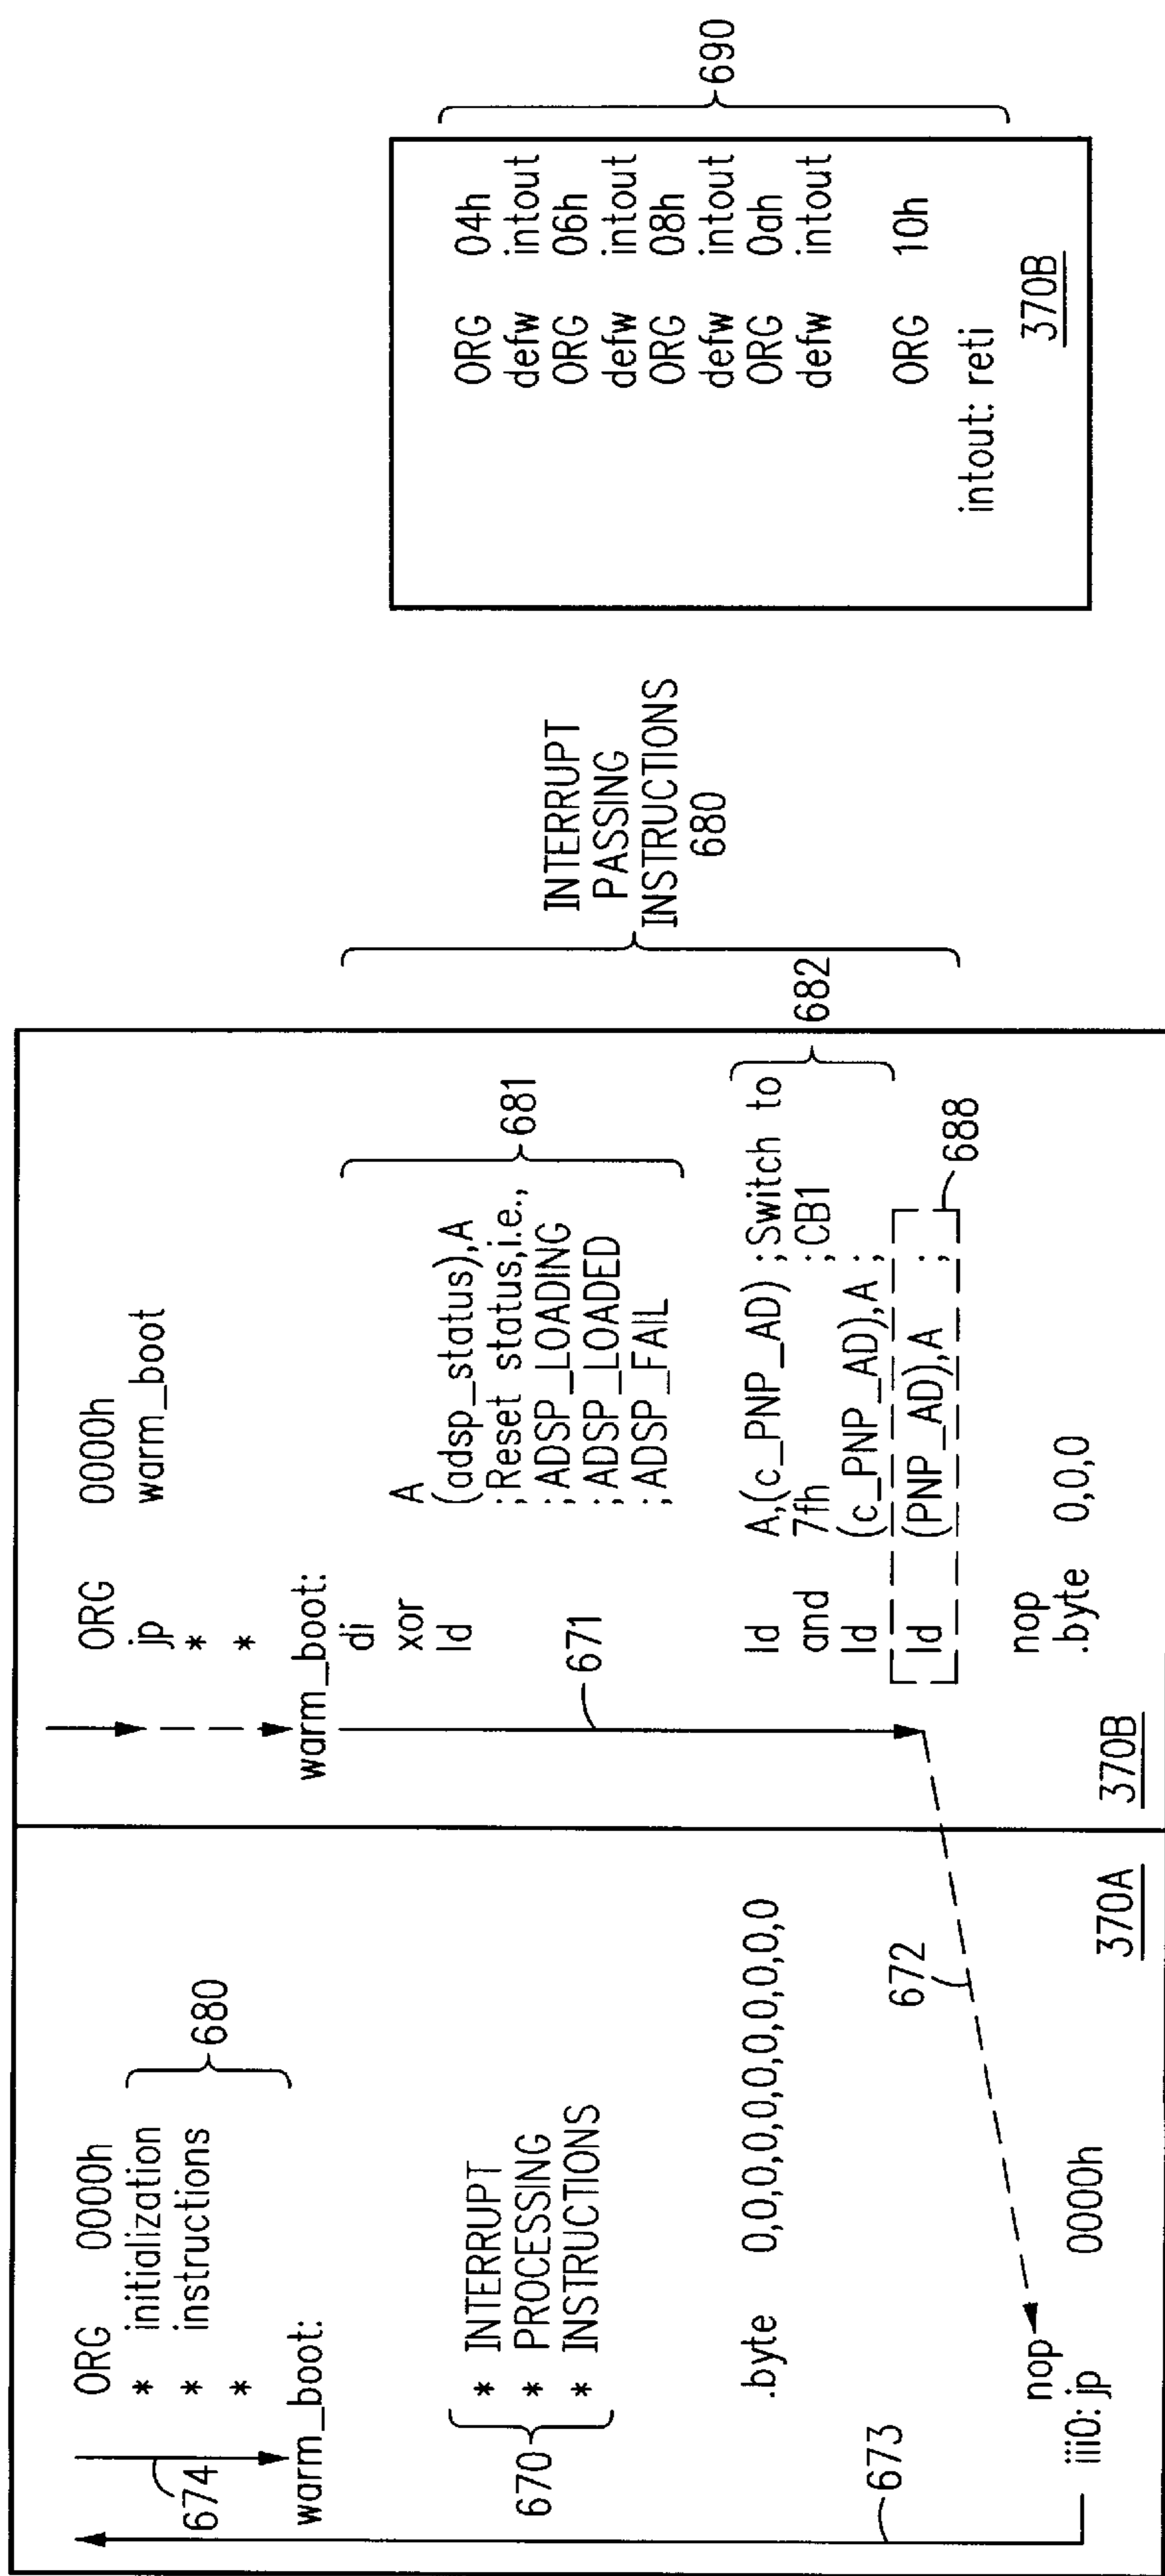 ORG 0000h
* initialization
* instructions
*
680
674
warm_boot:
* INTERRUPT
* PROCESSING
* INSTRUCTIONS
670
.byte 0,0,0,0,0,0,0,0,0,0
673
672
nop
iii0: jp 0000h
370A
ORG 0000h
jp warm_boot
*
*
warm_boot:
di
xor A
ld (adsp_status),A
;Reset status,i.e.,
;ADSP_LOADING
;ADSP_LOADED
;ADSP_FAIL
681
671
ld A,(c_PNP_AD) ;Switch to
and 7fh ;CB1
ld (c_PNP_AD),A ;
ld (PNP_AD),A ;
682
688
nop
.byte 0,0,0
370B
INTERRUPT
PASSING
INSTRUCTIONS
680
ORG 04h
defw intout
ORG 06h
defw intout
ORG 08h
defw intout
ORG 0ah
defw intout
ORG 10h
intout: reti
370B
690